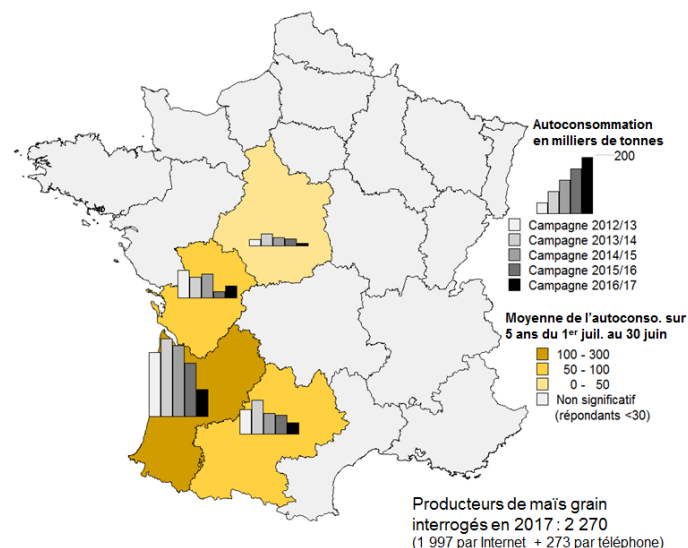 Autoconsommation
en milliers de tonnes
200
Campagne 2012/13
Campagne 2013/14
Campagne 2014/15
Campagne 2015/16
Campagne 2016/17
Moyenne de l'autoconso. sur
5 ans du 1er juil. au 30 juin
100 - 300
50 - 100
0 - 50
Non significatif
(répondants <30)
Producteurs de maïs grain
interrogés en 2017 : 2 270
(1 997 par Internet + 273 par téléphone)